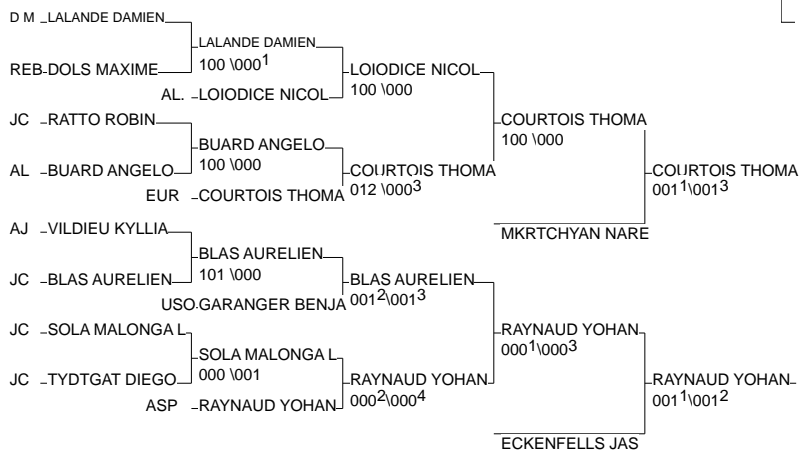 D M LALANDE DAMIEN
LALANDE DAMIEN
100 \000¹
REB DOLS MAXIME
LOIODICE NICOL
100 \000
AL. LOIODICE NICOL
JC RATTO ROBIN
COURTOIS THOMA
100 \000
BUARD ANGELO
100 \000
AL BUARD ANGELO
COURTOIS THOMA
012 \000³
COURTOIS THOMA
001¹\001³
EUR COURTOIS THOMA
AJ VILDIEU KYLLIA
MKRTCHYAN NARE
BLAS AURELIEN
101 \000
JC BLAS AURELIEN
BLAS AURELIEN
001²\001³
USO GARANGER BENJA
JC SOLA MALONGA L
RAYNAUD YOHAN
000¹\000³
SOLA MALONGA L
000 \001
JC TYDTGAT DIEGO
RAYNAUD YOHAN
000²\000⁴
RAYNAUD YOHAN
001¹\001²
ASP RAYNAUD YOHAN
ECKENFELLS JAS